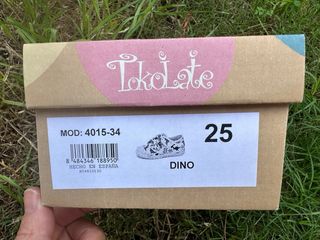 TokoLate
MOD: 4015-34
25
8 484346 188950
HECHO EN ESPAÑA
DINO